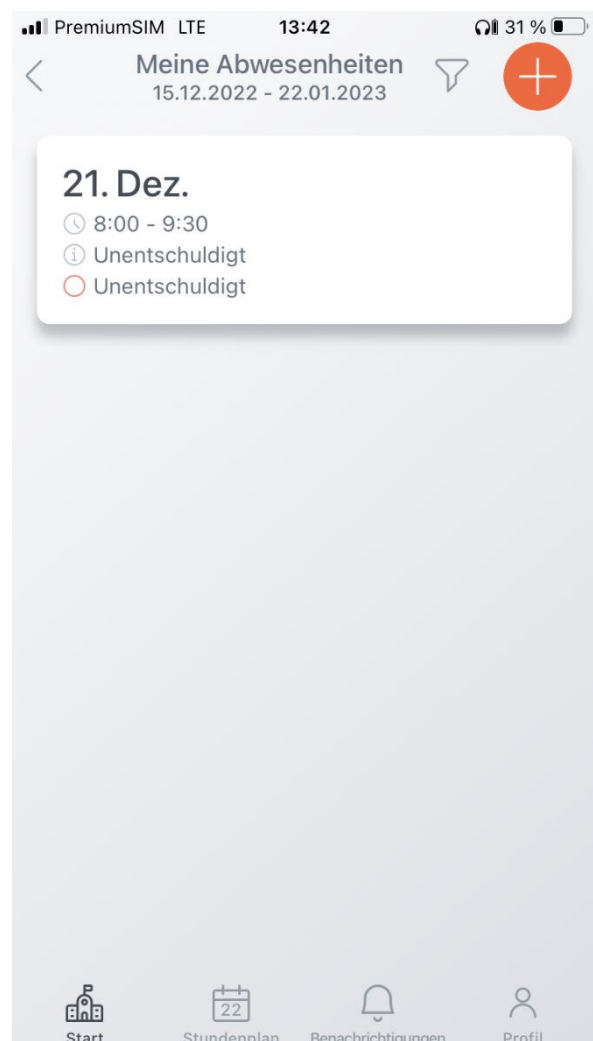 PremiumSIM LTE 13:42 31 %
Meine Abwesenheiten
15.12.2022 - 22.01.2023
21. Dez.
8:00 - 9:30
Unentschuldigt
Unentschuldigt
22
Start Stundenplan Benachrichtigungen Profil